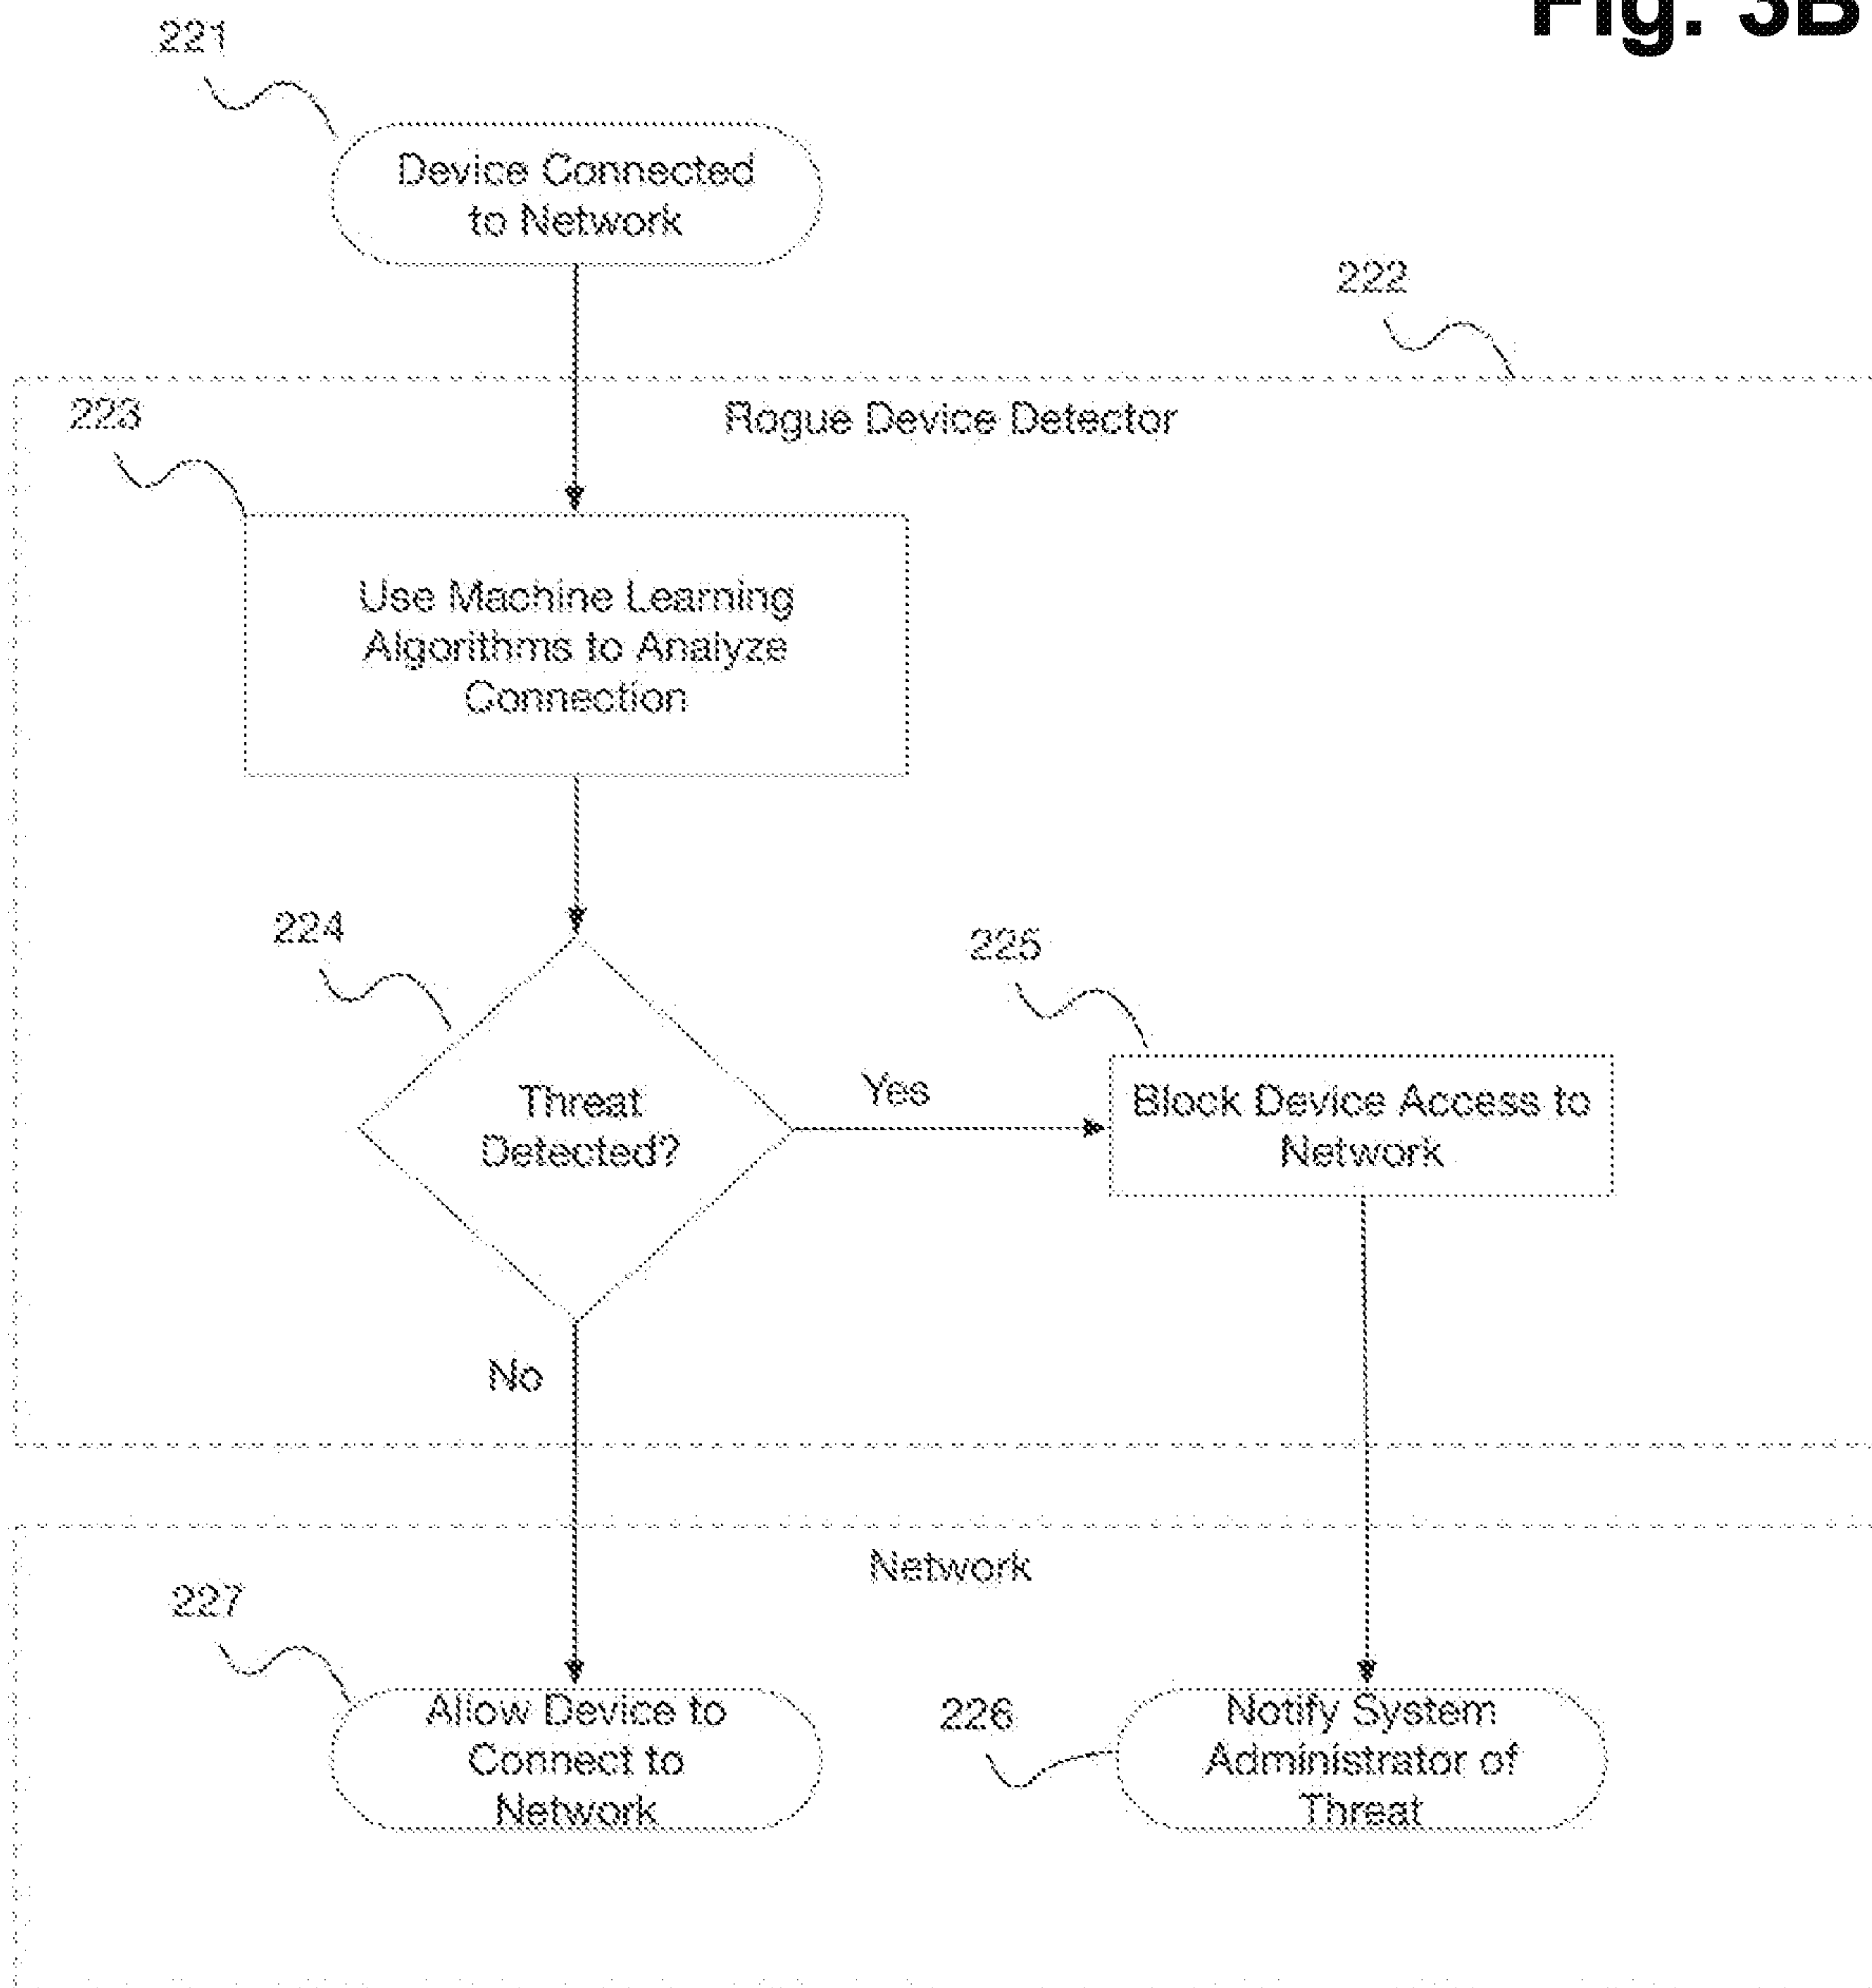 Fig. 3B
221
Device Connected
to Network
222
223
Rogue Device Detector
Use Machine Learning
Algorithms to Analyze
Connection
224
225
Threat
Detected?
Yes
Block Device Access to
Network
No
Network
227
Allow Device to
Connect to
Network
226
Notify System
Administrator of
Threat